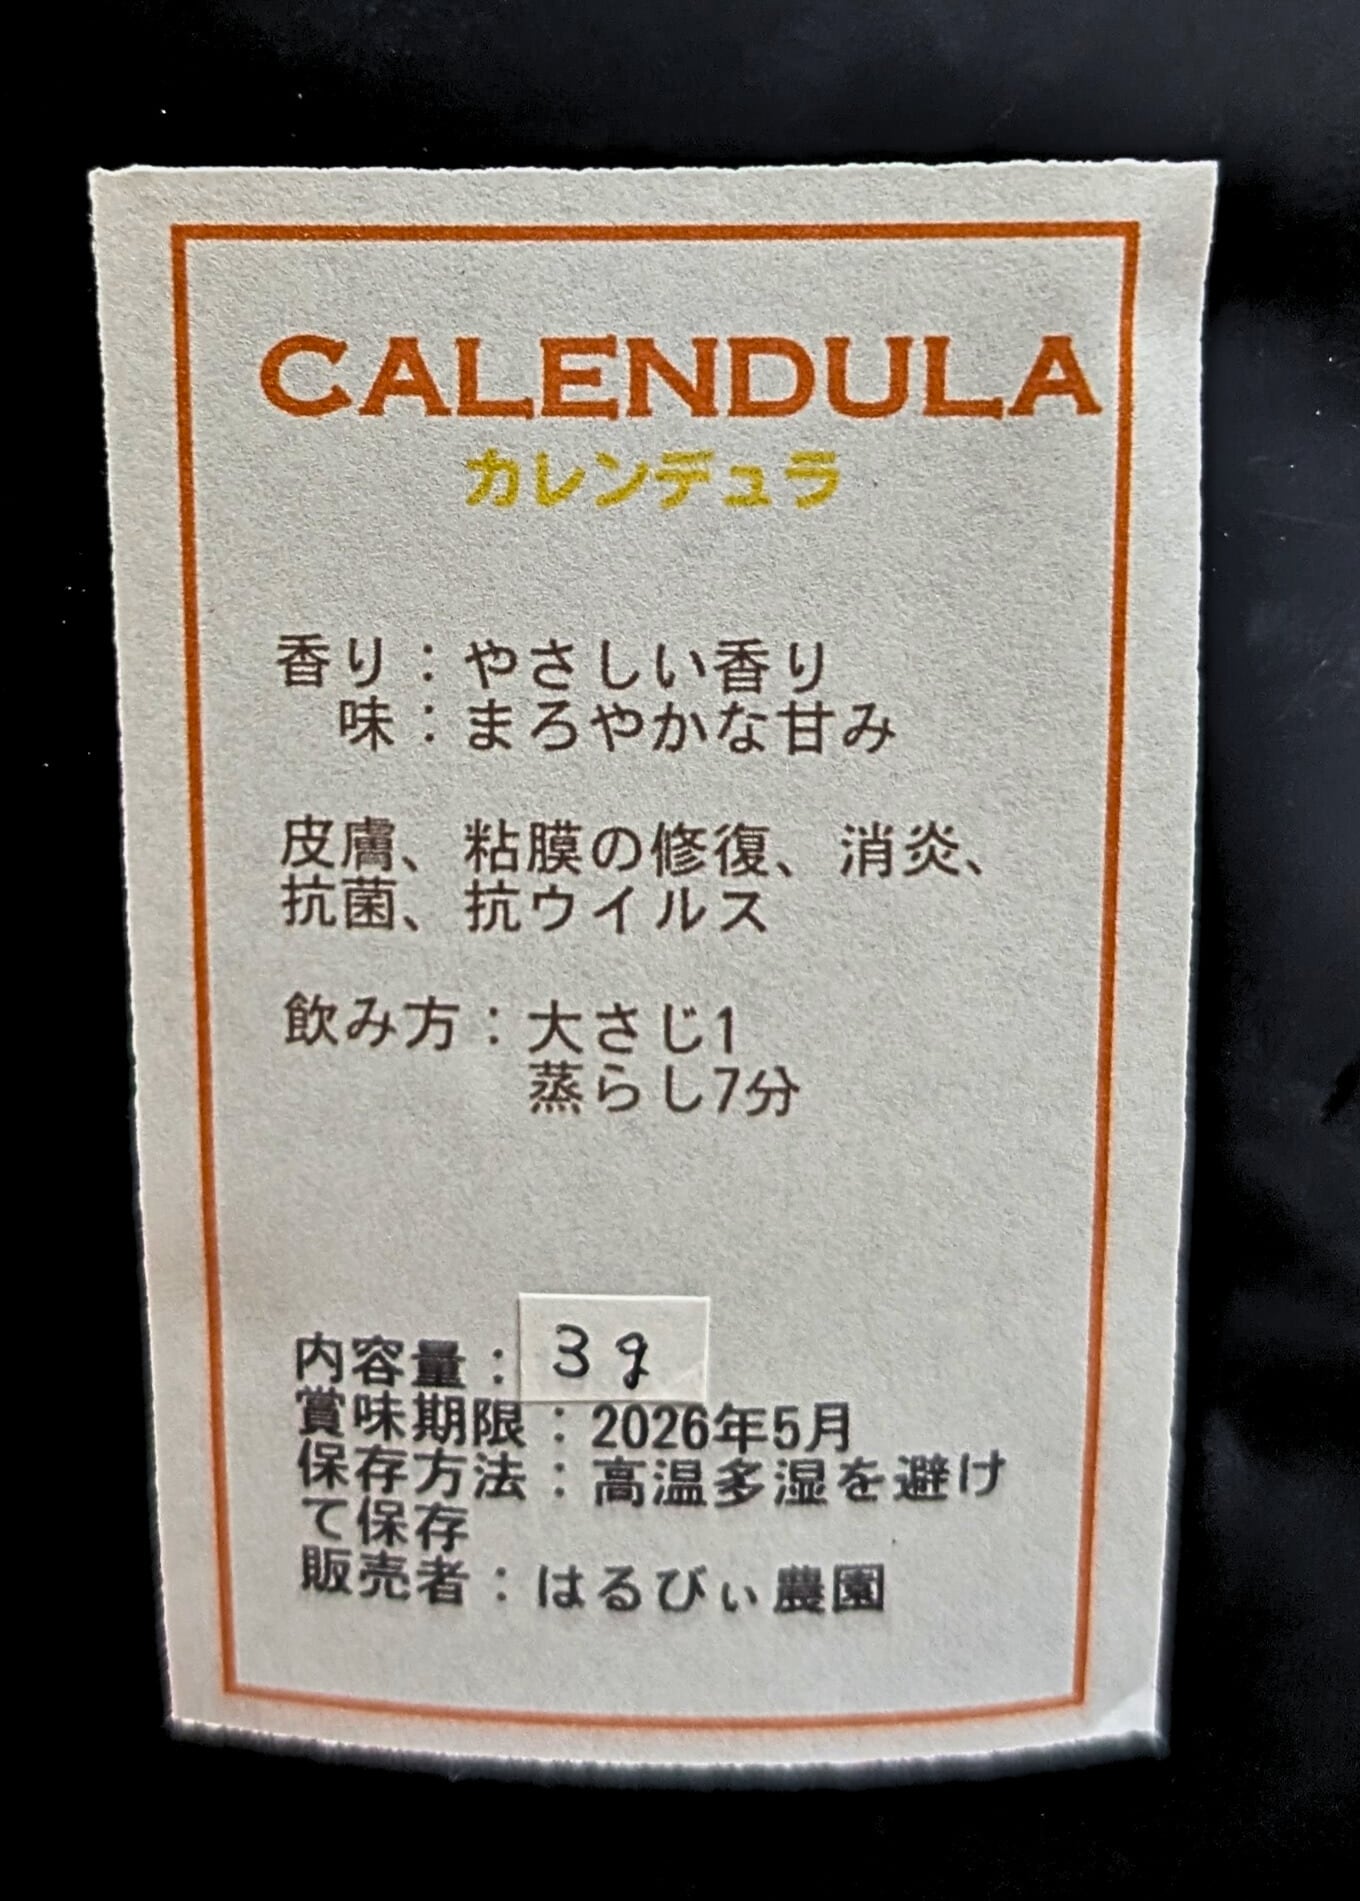 CALENDULA
カレンデュラ
香り：やさしい香り
味：まろやかな甘み
皮膚、粘膜の修復、消炎、
抗菌、抗ウイルス
飲み方：大さじ1
蒸らし7分
内容量：3g
賞味期限：2026年5月
保存方法：高温多湿を避け
て保存
販売者：はるびぃ農園